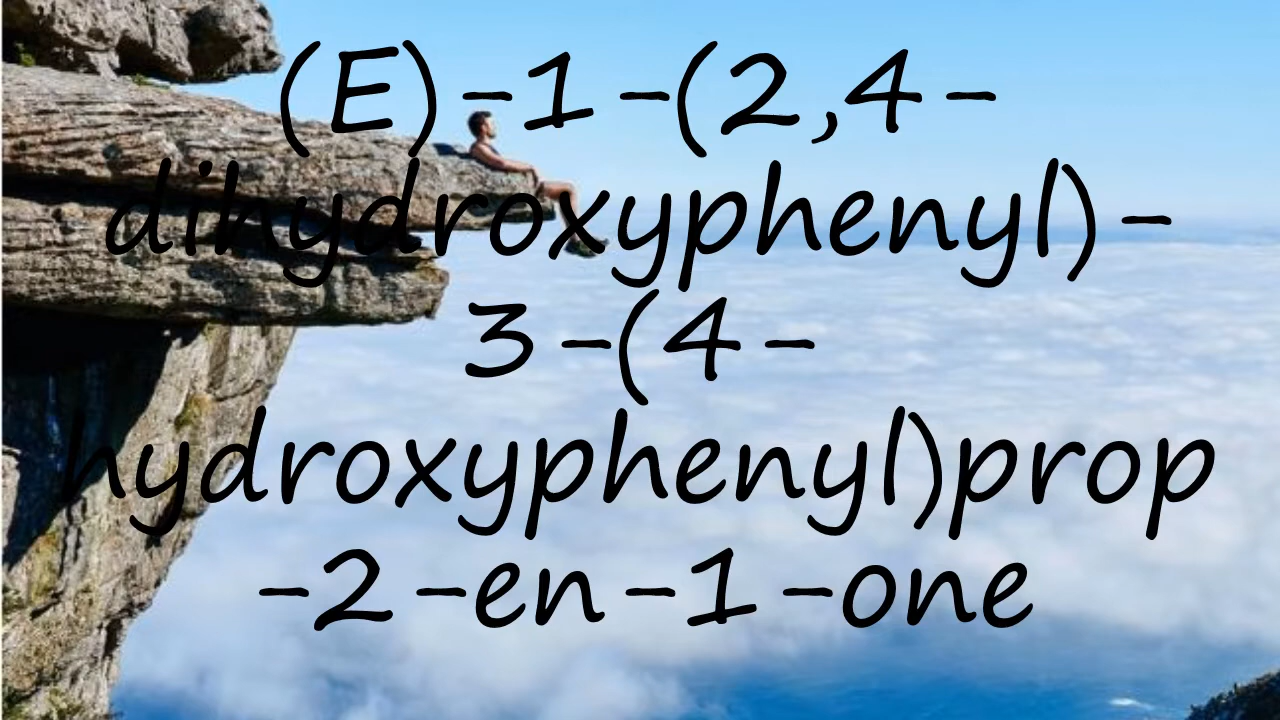 (E)-1-(2,4-
dihydroxyphenyl)-
3-(4-
hydroxyphenyl)prop
-2-en-1-one